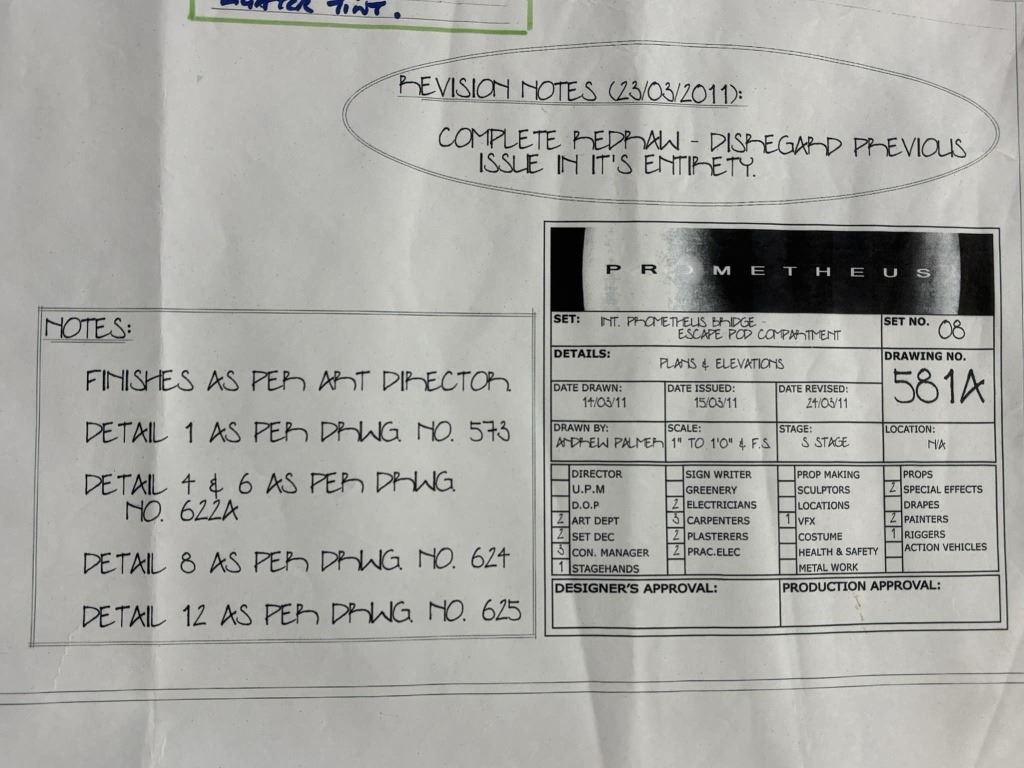 LIGHTER TINT.
REVISION NOTES (23/03/2011):
COMPLETE REDRAW - DISREGARD PREVIOUS
ISSUE IN IT'S ENTIRETY.
PROMETHEUS
SET: INT. PROMETHEUS BRIDGE -
ESCAPE POD COMPARTMENT
SET NO. 08
DETAILS:
PLANS & ELEVATIONS
DRAWING NO.
581A
DATE DRAWN:
14/03/11
DATE ISSUED:
15/03/11
DATE REVISED:
24/03/11
DRAWN BY:
ANDREW PALMER
SCALE:
1" TO 1'0" & F.S.
STAGE:
S STAGE
LOCATION:
N/A
DIRECTOR
U.P.M
D.O.P
2 ART DEPT
2 SET DEC
3 CON. MANAGER
1 STAGEHANDS
SIGN WRITER
GREENERY
2 ELECTRICIANS
3 CARPENTERS
2 PLASTERERS
2 PRAC.ELEC
PROP MAKING
SCULPTORS
LOCATIONS
1 VFX
COSTUME
HEALTH & SAFETY
METAL WORK
PROPS
2 SPECIAL EFFECTS
DRAPES
2 PAINTERS
1 RIGGERS
ACTION VEHICLES
DESIGNER'S APPROVAL:
PRODUCTION APPROVAL:
NOTES:
FINISHES AS PER ART DIRECTOR
DETAIL 1 AS PER DRWG. NO. 573
DETAIL 4 & 6 AS PER DRWG.
NO. 622A
DETAIL 8 AS PER DRWG. NO. 624
DETAIL 12 AS PER DRWG. NO. 625